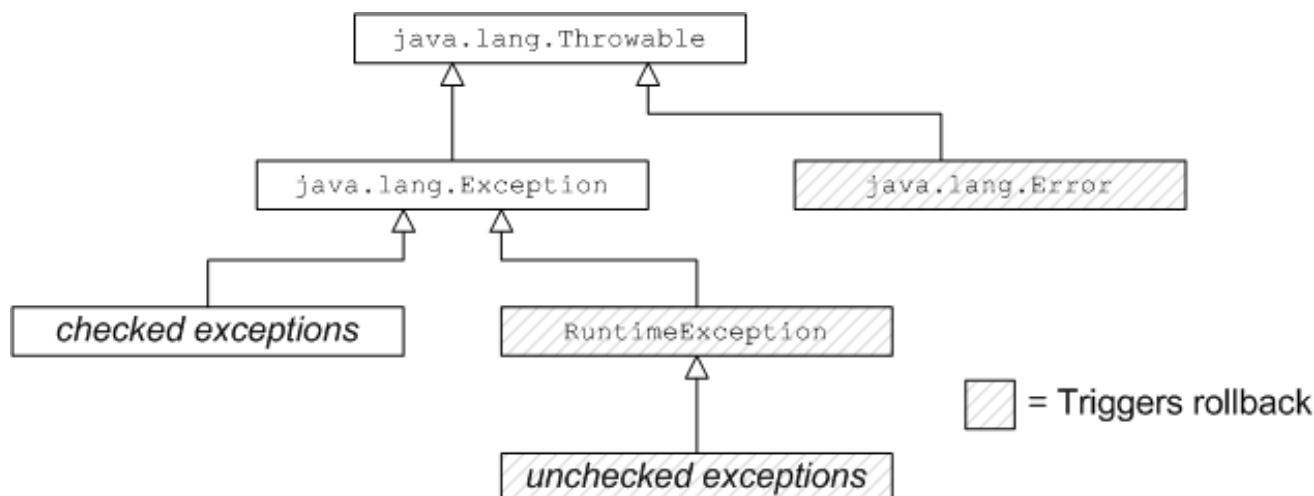 java.lang.Throwable
java.lang.Exception
java.lang.Error
checked exceptions
RuntimeException
= Triggers rollback
unchecked exceptions